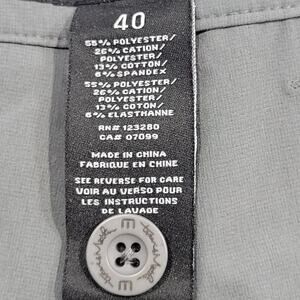 40
55% POLYESTER/
26% CATION/
POLYESTER/
13% COTTON/
6% SPANDEX
55% POLYESTER/
26% CATION/
POLYESTER/
13% COTON/
6% ELASTHANNE
RN# 123280
CA# 07099
MADE IN CHINA
FABRIQUE EN CHINE
SEE REVERSE FOR CARE
VOIR AU VERSO POUR
LES INSTRUCTIONS
DE LAVAGE